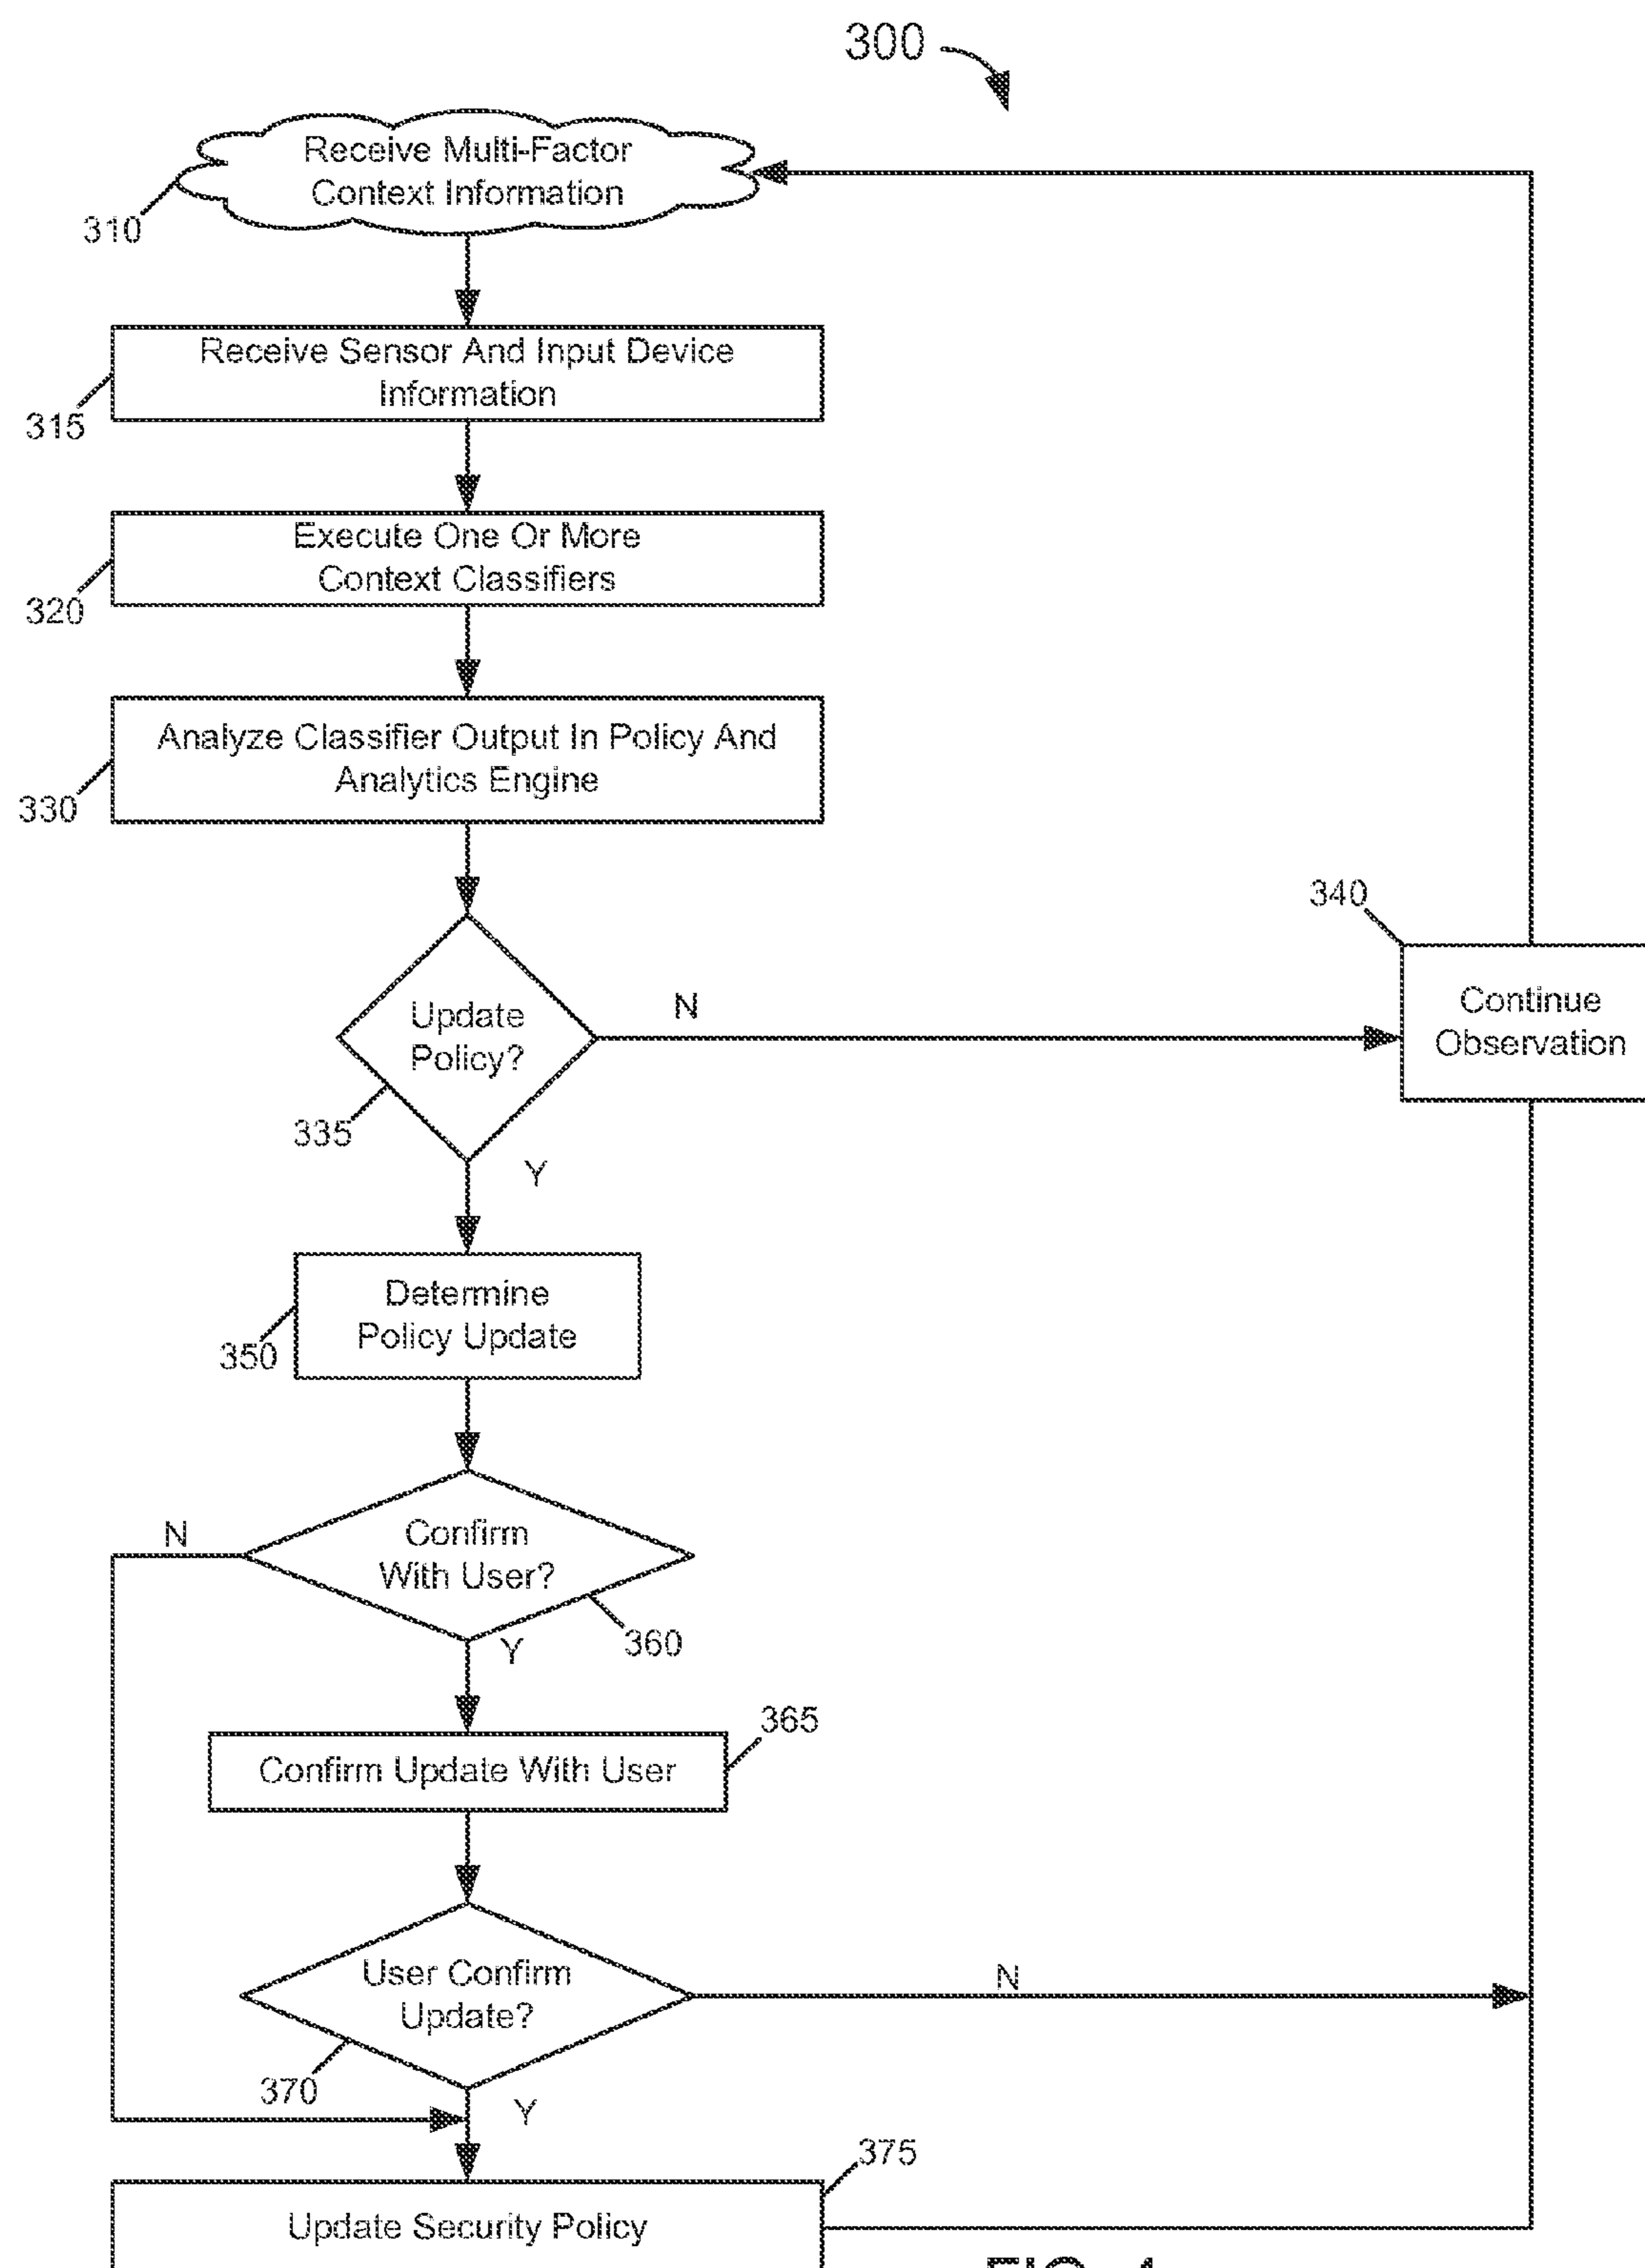 300
Receive Multi-Factor
Context Information
310
Receive Sensor And Input Device
Information
315
Execute One Or More
Context Classifiers
320
Analyze Classifier Output In Policy And
Analytics Engine
330
340
Update
Policy?
N
Continue
Observation
335
Y
Determine
Policy Update
350
N
Confirm
With User?
360
Y
365
Confirm Update With User
User Confirm
Update?
N
370
Y
375
Update Security Policy